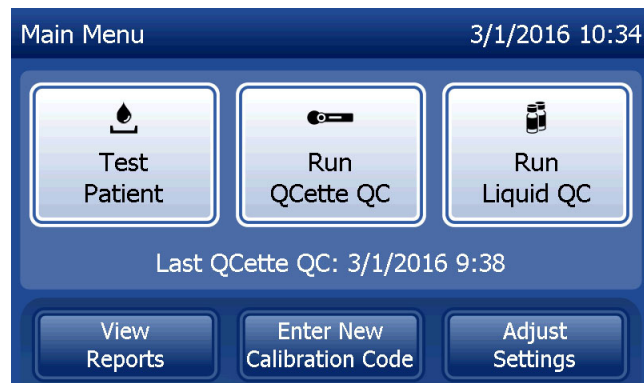 Main Menu 3/1/2016 10:34
Test
Patient
Run
QCette QC
Run
Liquid QC
Last QCette QC: 3/1/2016 9:38
View
Reports
Enter New
Calibration Code
Adjust
Settings